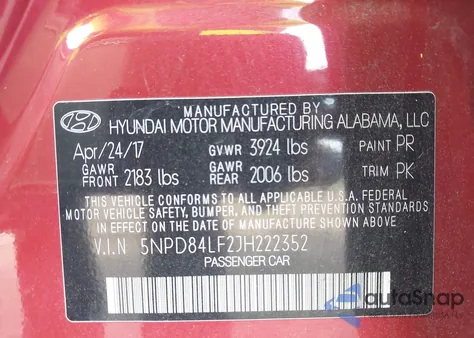 MANUFACTURED BY
HYUNDAI MOTOR MANUFACTURING ALABAMA, LLC
Apr/24/17 GVWR 3924 lbs PAINT PR
GAWR FRONT 2183 lbs GAWR REAR 2006 lbs TRIM PK
THIS VEHICLE CONFORMS TO ALL APPLICABLE FEDERAL
MOTOR VEHICLE SAFETY, BUMPER, AND THEFT PREVENTION
STANDARDS IN EFFECT ON THE DATE OF MANUFACTURE
V.I.N 5NPD84LF2JH222352
PASSENGER CAR
autoSnap